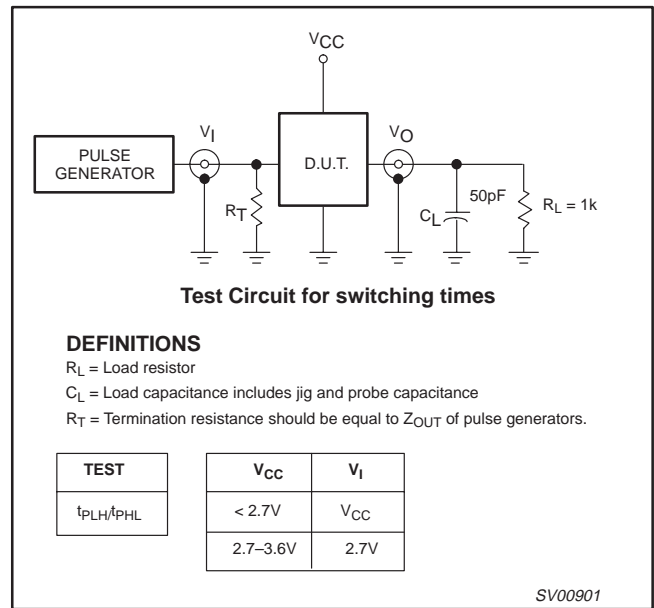 VCC
PULSE
GENERATOR
VI
RT
D.U.T.
VO
50pF
CL
RL = 1k
Test Circuit for switching times
DEFINITIONS
RL = Load resistor
CL = Load capacitance includes jig and probe capacitance
RT = Termination resistance should be equal to ZOUT of pulse generators.
TEST
tPLH/tPHL
VCC VI
< 2.7V VCC
2.7–3.6V 2.7V
SV00901